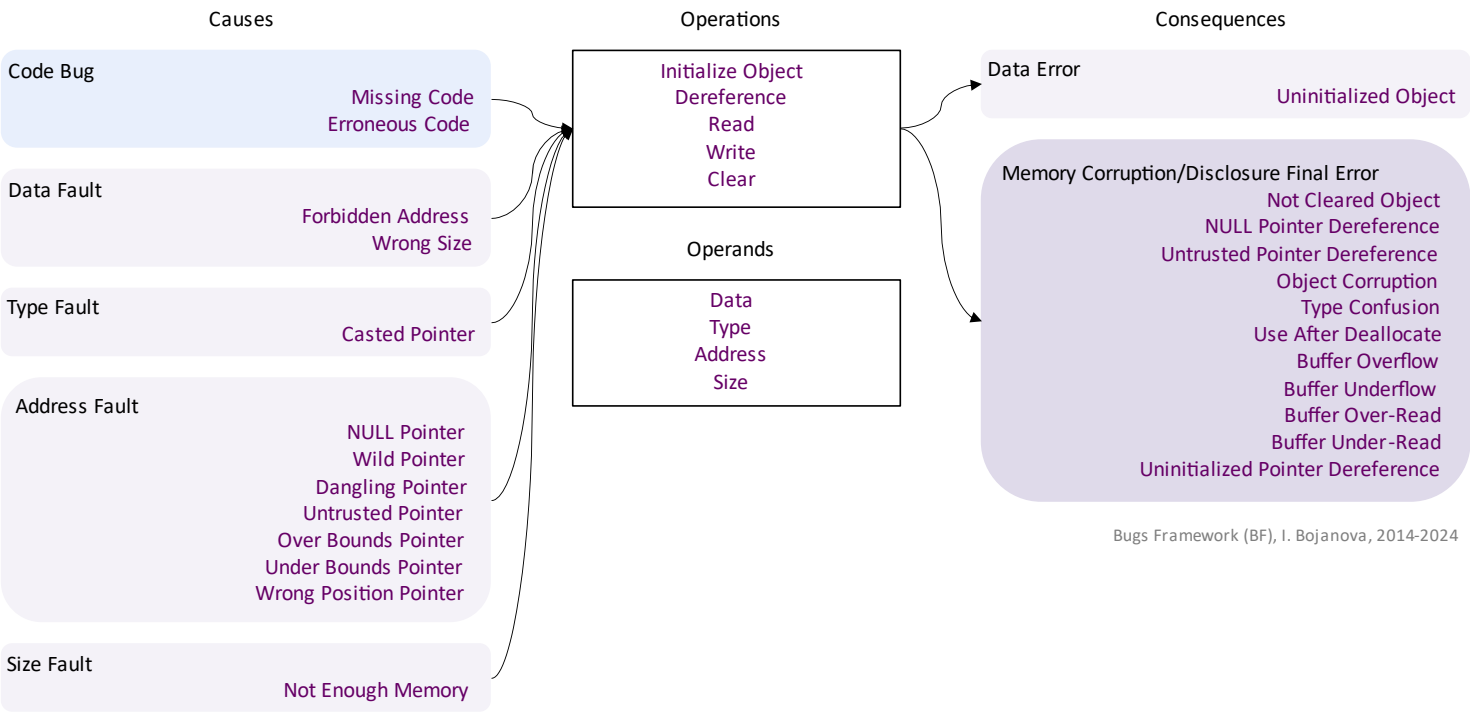 Causes
Code Bug
Missing Code
Erroneous Code
Data Fault
Forbidden Address
Wrong Size
Type Fault
Casted Pointer
Address Fault
NULL Pointer
Wild Pointer
Dangling Pointer
Untrusted Pointer
Over Bounds Pointer
Under Bounds Pointer
Wrong Position Pointer
Size Fault
Not Enough Memory
Operations
Initialize Object
Dereference
Read
Write
Clear
Operands
Data
Type
Address
Size
Consequences
Data Error
Uninitialized Object
Memory Corruption/Disclosure Final Error
Not Cleared Object
NULL Pointer Dereference
Untrusted Pointer Dereference
Object Corruption
Type Confusion
Use After Deallocate
Buffer Overflow
Buffer Underflow
Buffer Over-Read
Buffer Under-Read
Uninitialized Pointer Dereference
Bugs Framework (BF), I. Bojanova, 2014-2024